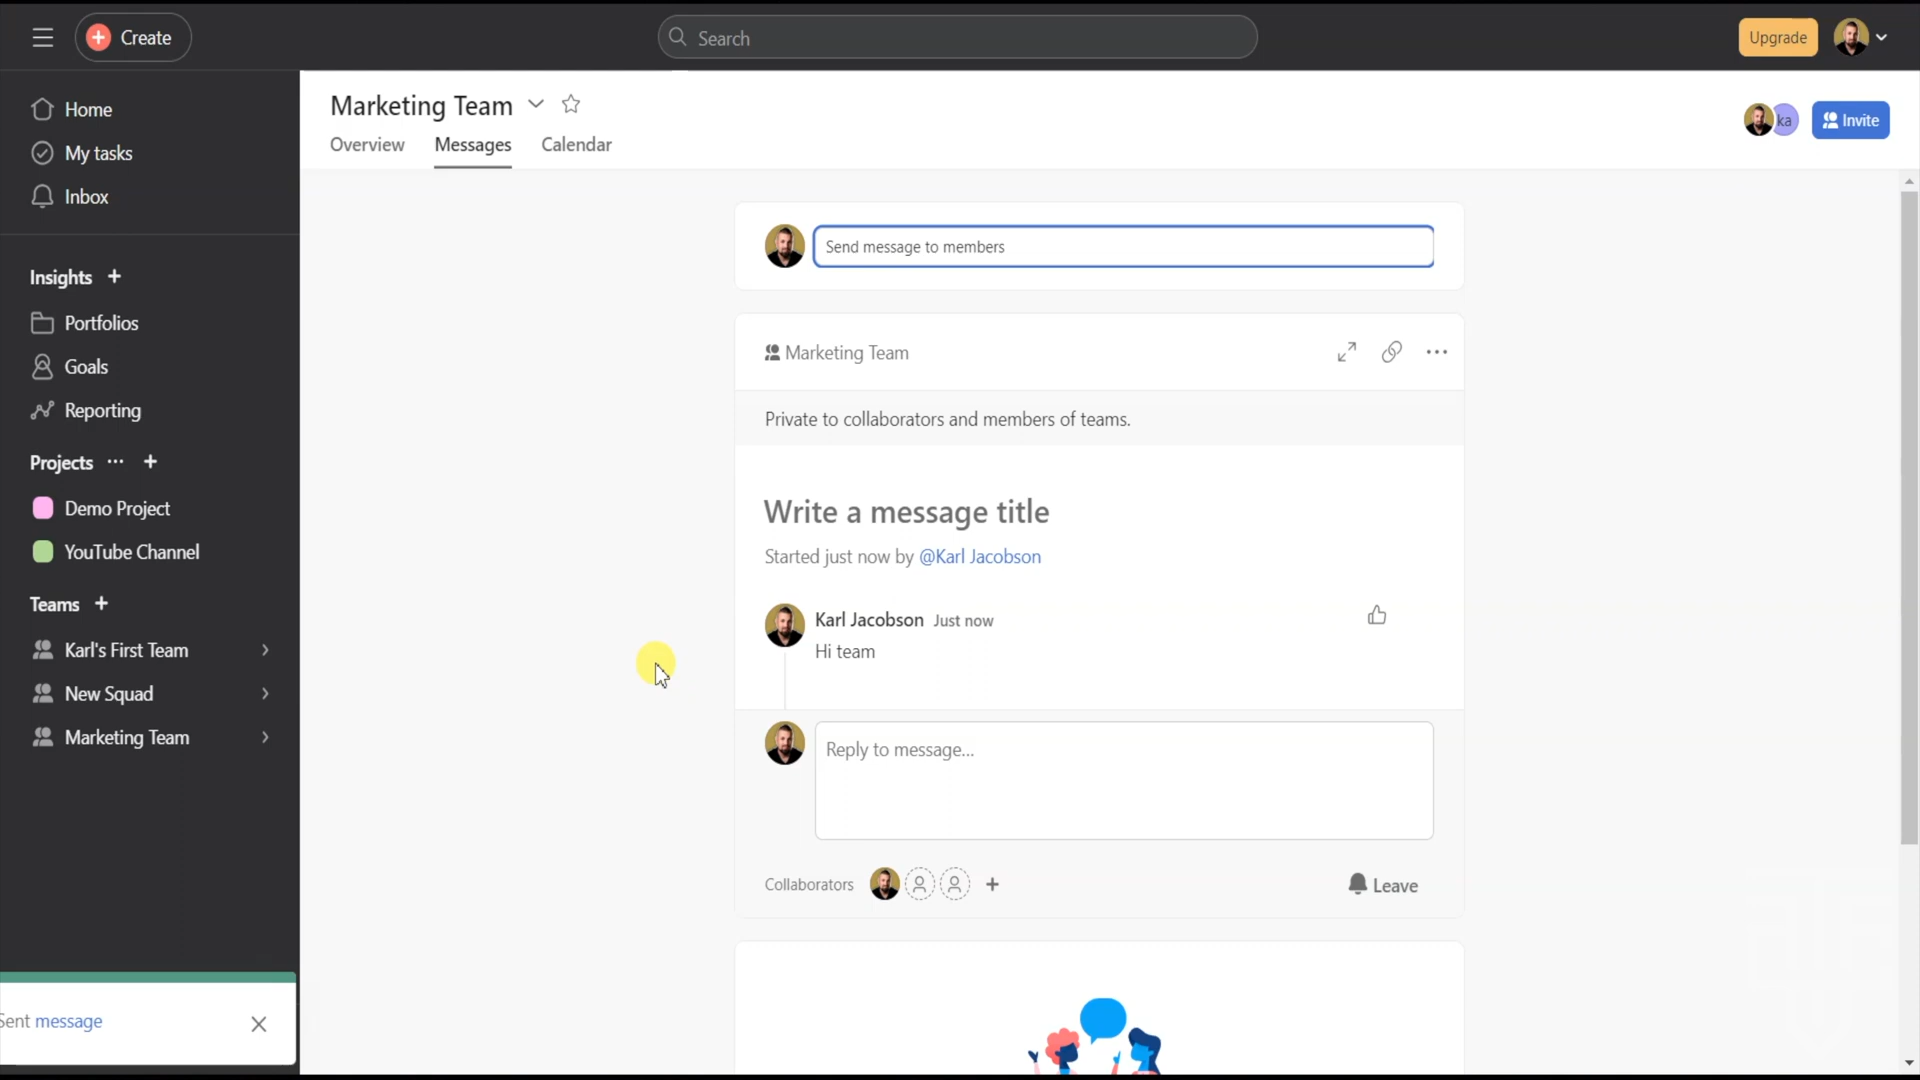 Create
Search
Upgrade
Home
My tasks
Inbox
Insights
Portfolios
Goals
Reporting
Projects
Demo Project
YouTube Channel
Teams
Karl's First Team
New Squad
Marketing Team
Sent message
Marketing Team
Overview Messages Calendar
ka
Invite
Send message to members
Marketing Team
Private to collaborators and members of teams.
Write a message title
Started just now by @Karl Jacobson
Karl Jacobson Just now
Hi team
Reply to message...
Collaborators
Leave